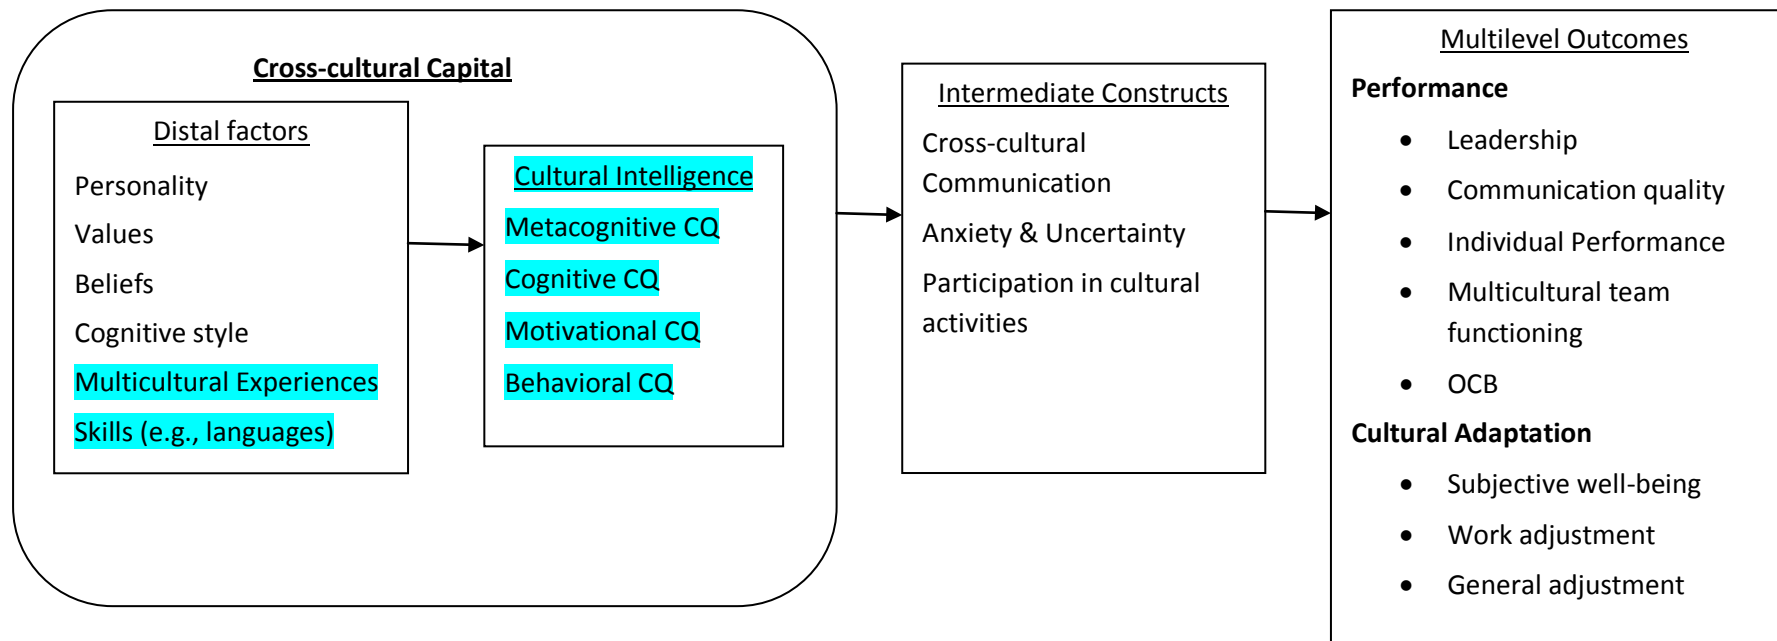 Cross-cultural Capital
Distal factors
Personality
Values
Beliefs
Cognitive style
Multicultural Experiences
Skills (e.g., languages)
Cultural Intelligence
Metacognitive CQ
Cognitive CQ
Motivational CQ
Behavioral CQ
Intermediate Constructs
Cross-cultural
Communication
Anxiety & Uncertainty
Participation in cultural
activities
Multilevel Outcomes
Performance
• Leadership
• Communication quality
• Individual Performance
• Multicultural team
functioning
• OCB
Cultural Adaptation
• Subjective well-being
• Work adjustment
• General adjustment